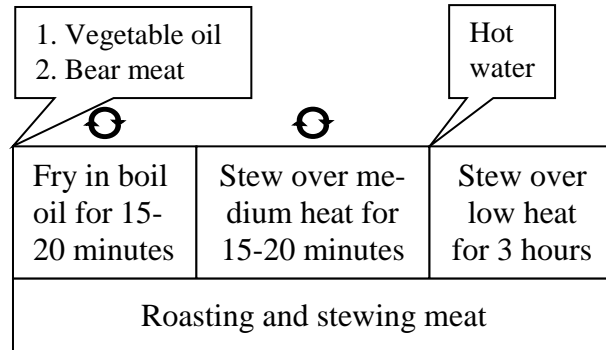 1. Vegetable oil
2. Bear meat
Hot
water
Fry in boil
oil for 15-
20 minutes
Stew over me-
dium heat for
15-20 minutes
Stew over
low heat
for 3 hours
Roasting and stewing meat